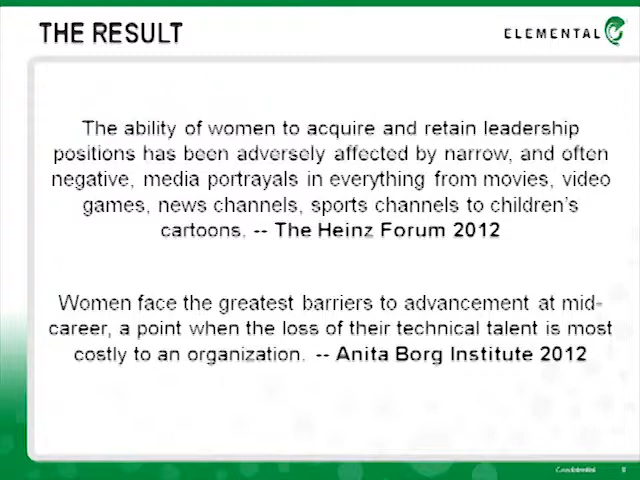 THE RESULT
ELEMENTAL
The ability of women to acquire and retain leadership
positions has been adversely affected by narrow, and often
negative, media portrayals in everything from movies, video
games, news channels, sports channels to children's
cartoons. -- The Heinz Forum 2012
Women face the greatest barriers to advancement at mid-
career, a point when the loss of their technical talent is most
costly to an organization. -- Anita Borg Institute 2012
Confidential